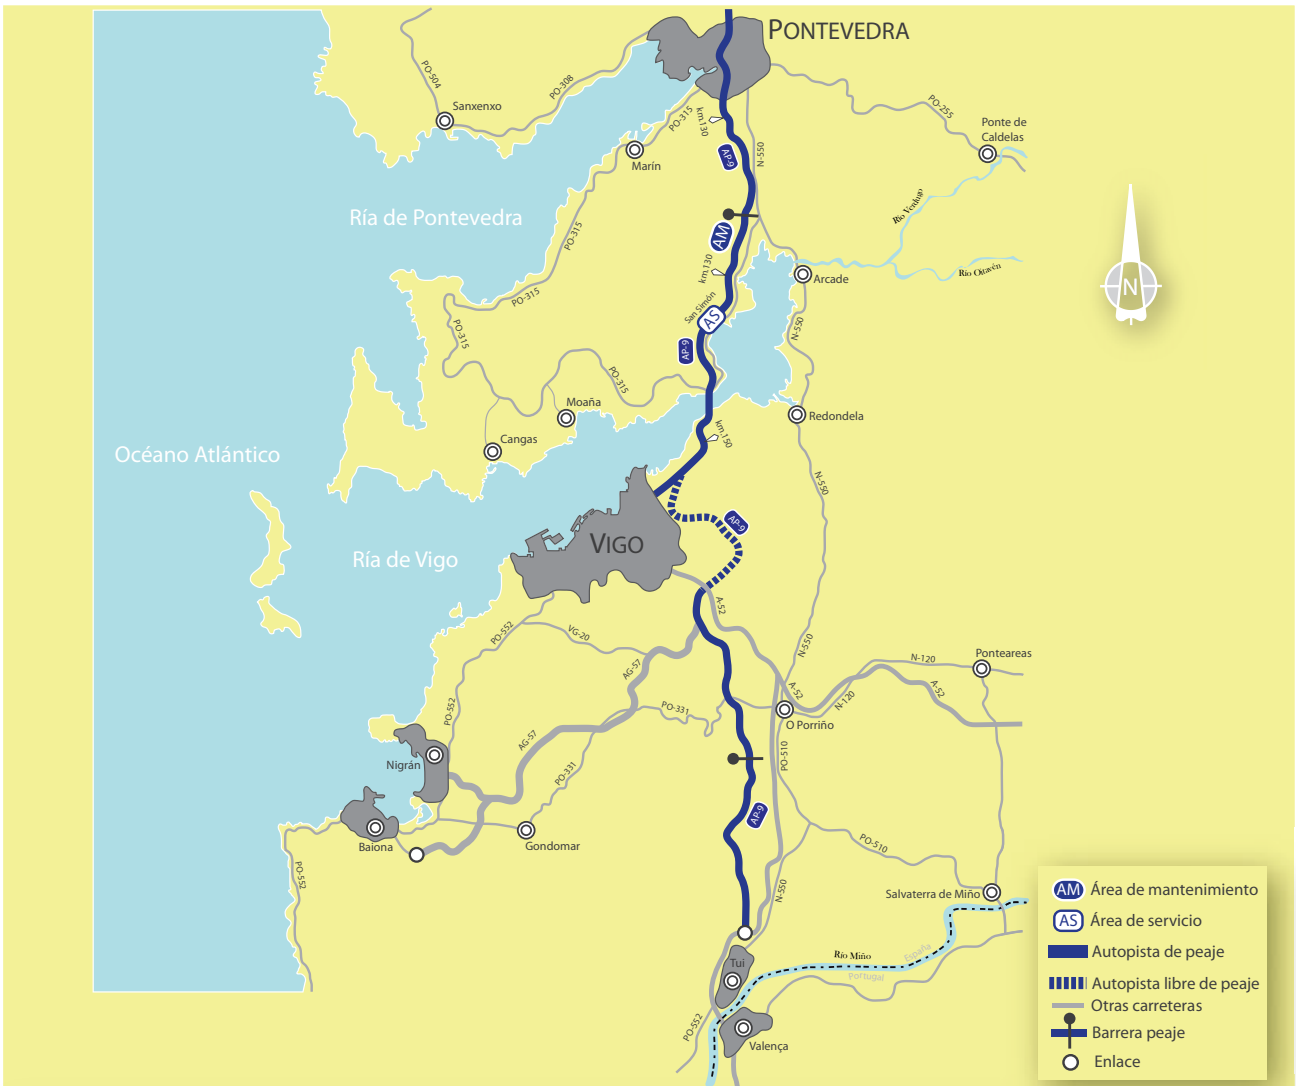 PONTEVEDRA
PO-504
PO-308
Sanxenxo
PO-315
km.130
PO-255
Ponte de
Caldelas
Marín
AP-9
N-550
Río Verdugo
Ría de Pontevedra
PO-315
AM
Río Oitavén
km.130
Arcade
PO-315
San Simón
AS
N
PO-315
AP-9
N-550
PO-315
Moaña
Redondela
Cangas
km.150
Océano Atlántico
N-550
AP-9
VIGO
Ría de Vigo
A-52
PO-552
VG-20
N-550
AG-57
N-120
Ponteareas
A-52
A-52
N-120
PO-552
PO-331
O Porriño
AG-57
PO-510
Nigrán
PO-331
AP-9
Baiona
Gondomar
PO-510
PO-552
N-550
Salvaterra de Miño
Río Miño
España
Portugal
Tui
PO-552
Valença
AM Área de mantenimiento
AS Área de servicio
Autopista de peaje
Autopista libre de peaje
Otras carreteras
Barrera peaje
Enlace